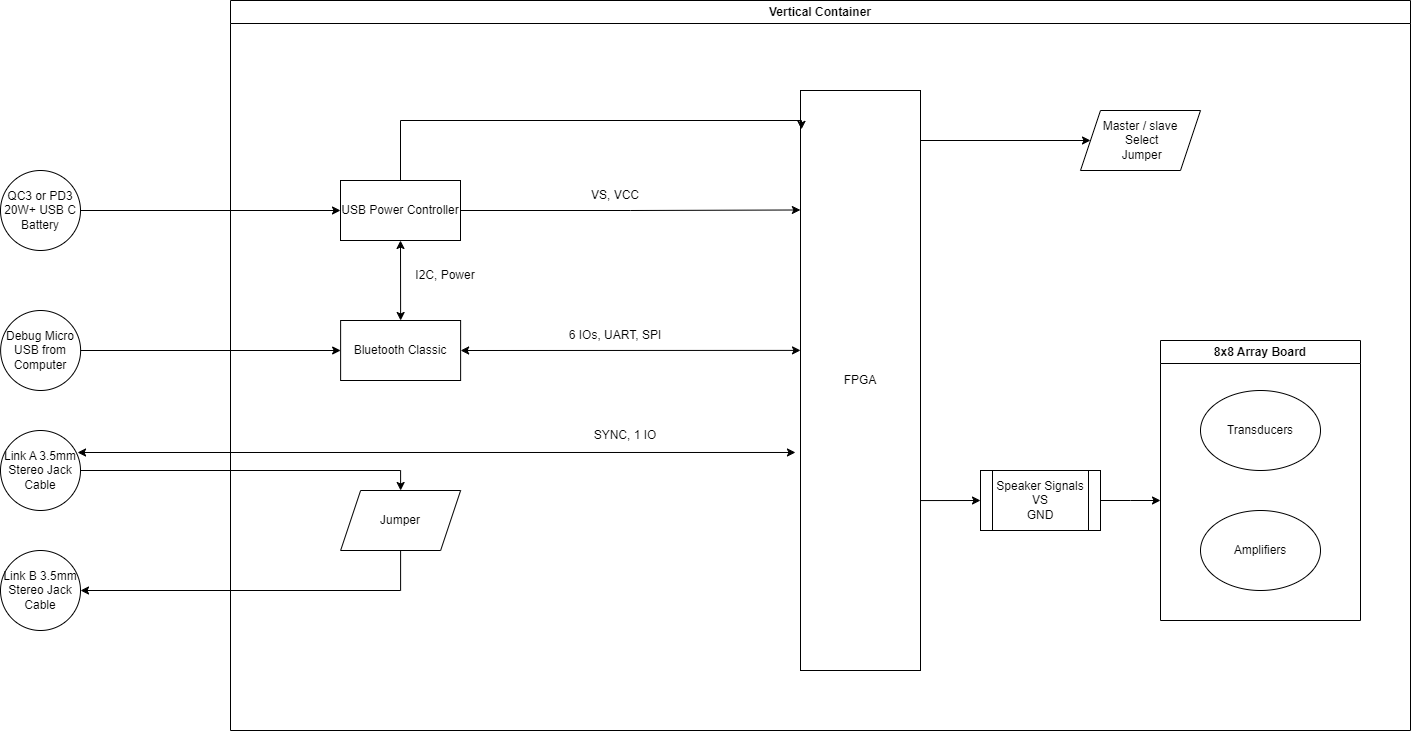 Vertical Container
Master / slave
Select
Jumper
QC3 or PD3
20W+ USB C
Battery
USB Power Controller
VS, VCC
I2C, Power
Debug Micro
USB from
Computer
Bluetooth Classic
6 IOs, UART, SPI
FPGA
8x8 Array Board
Transducers
Link A 3.5mm
Stereo Jack
Cable
SYNC, 1 IO
Jumper
Speaker Signals
VS
GND
Amplifiers
Link B 3.5mm
Stereo Jack
Cable